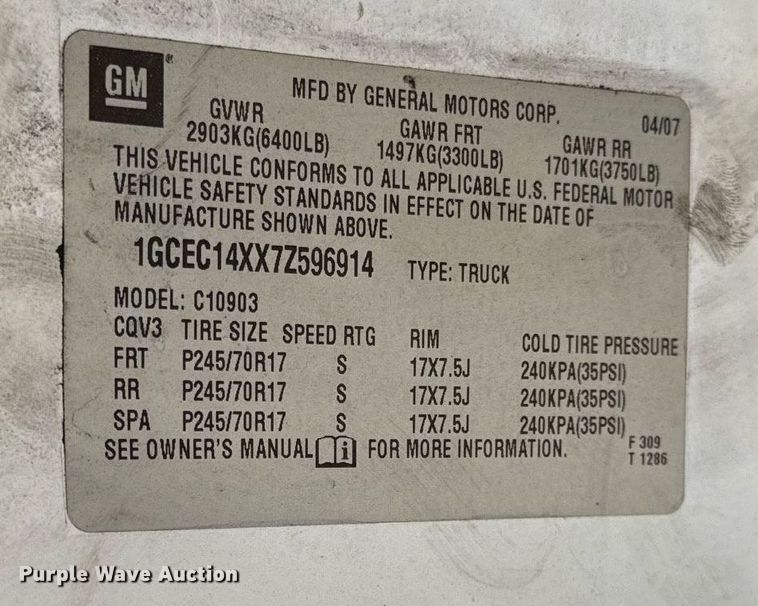 GM®
MFD BY GENERAL MOTORS CORP. 04/07
GVWR GAWR FRT GAWR RR
2903KG(6400LB) 1497KG(3300LB) 1701KG(3750LB)
THIS VEHICLE CONFORMS TO ALL APPLICABLE U.S. FEDERAL MOTOR
VEHICLE SAFETY STANDARDS IN EFFECT ON THE DATE OF
MANUFACTURE SHOWN ABOVE.
1GCEC14XX7Z596914 TYPE: TRUCK
MODEL: C10903
CQV3 TIRE SIZE SPEED RTG RIM COLD TIRE PRESSURE
FRT P245/70R17 S 17X7.5J 240KPA(35PSI)
RR P245/70R17 S 17X7.5J 240KPA(35PSI)
SPA P245/70R17 S 17X7.5J 240KPA(35PSI)
SEE OWNER'S MANUAL i FOR MORE INFORMATION.
F 309
T 1286
Purple Wave Auction